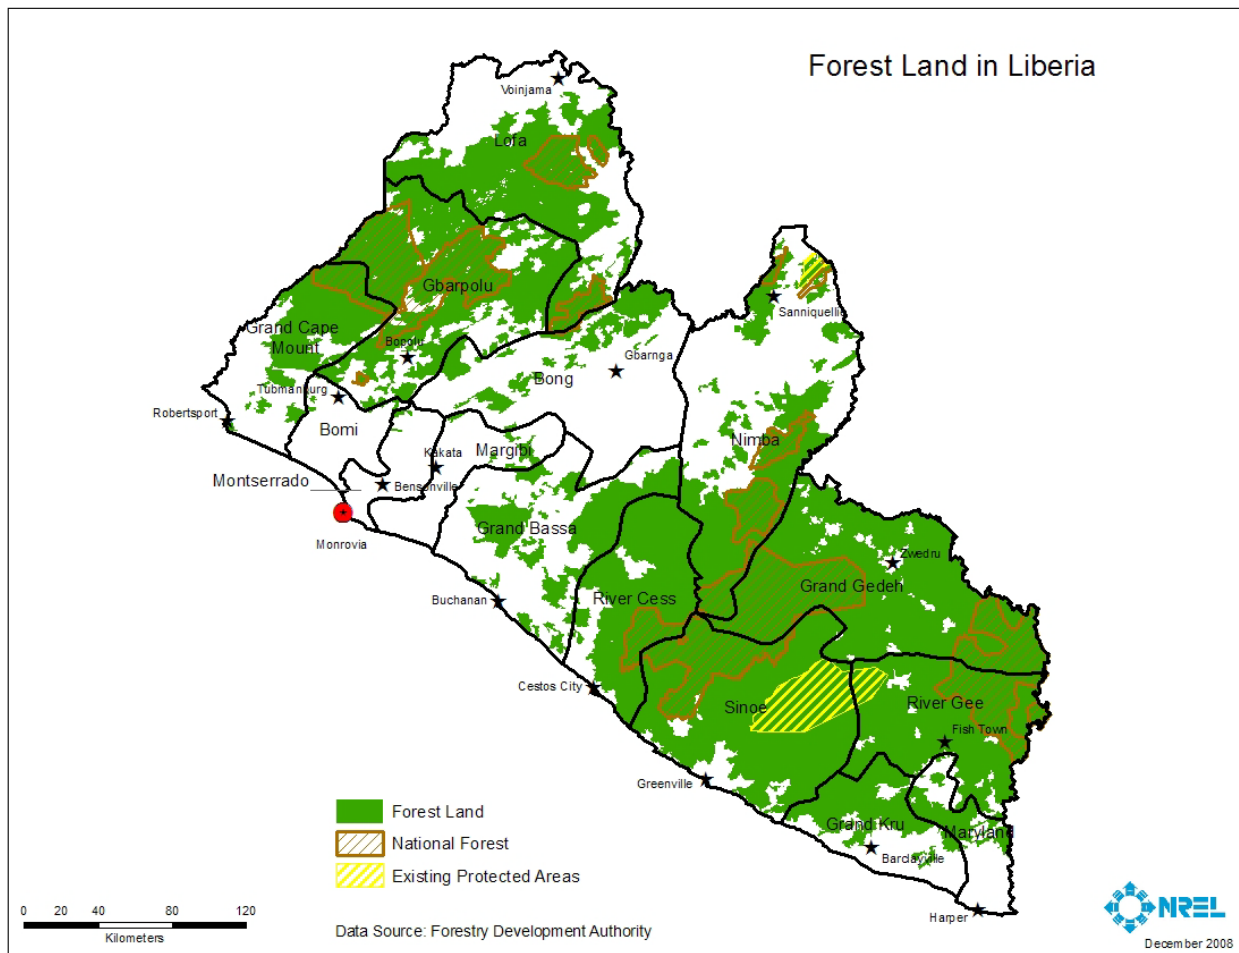 Forest Land in Liberia
Voinjama
Lofa
Gbarpolu
Sanniquellie
Grand Cape
Mount
Bopolu
Gbarnga
Bong
Tubmanburg
Robertsport
Bomi
Nimba
Kakata
Margibi
Montserrado
Bensonville
Grand Bassa
Monrovia
Zwedru
Grand Gedeh
Buchanan
River Cess
Cestos City
Sinoe
River Gee
Fish Town
Greenville
Grand Kru
Maryland
Barclayville
Harper
Forest Land
National Forest
Existing Protected Areas
0 20 40 80 120
Kilometers
Data Source: Forestry Development Authority
NREL
December 2008